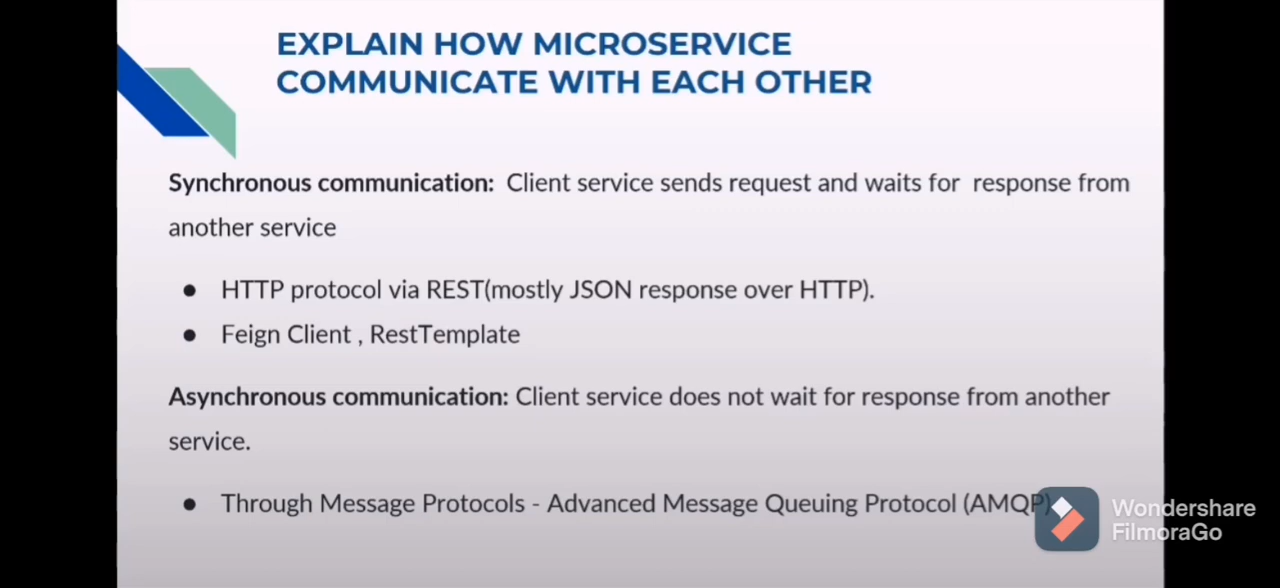 EXPLAIN HOW MICROSERVICE
COMMUNICATE WITH EACH OTHER
Synchronous communication: Client service sends request and waits for response from
another service
● HTTP protocol via REST(mostly JSON response over HTTP).
● Feign Client , RestTemplate
Asynchronous communication: Client service does not wait for response from another
service.
● Through Message Protocols - Advanced Message Queuing Protocol (AMQP)
Wondershare
FilmoraGo